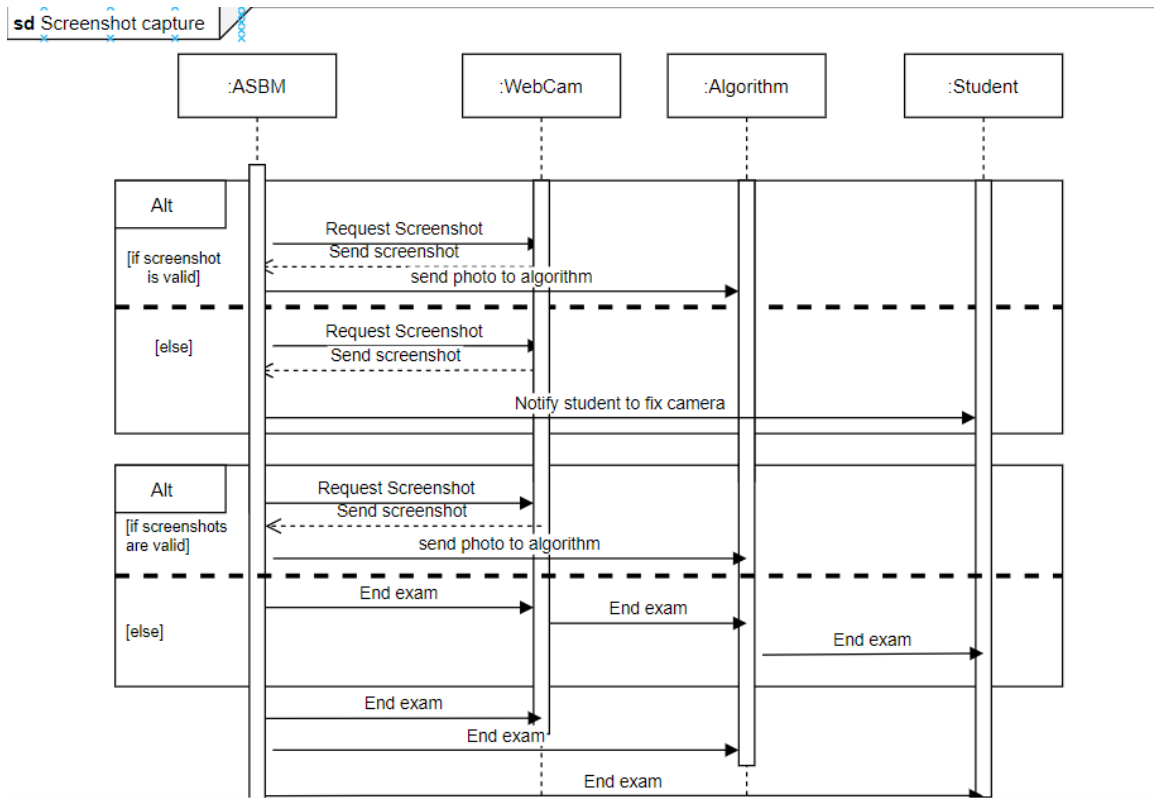 sd Screenshot capture
:ASBM
:WebCam
:Algorithm
:Student
Alt
Request Screenshot
[if screenshot
is valid]
Send screenshot
send photo to algorithm
Request Screenshot
[else]
Send screenshot
Notify student to fix camera
Alt
Request Screenshot
Send screenshot
[if screenshots
are valid]
send photo to algorithm
End exam
End exam
[else]
End exam
End exam
End exam
End exam